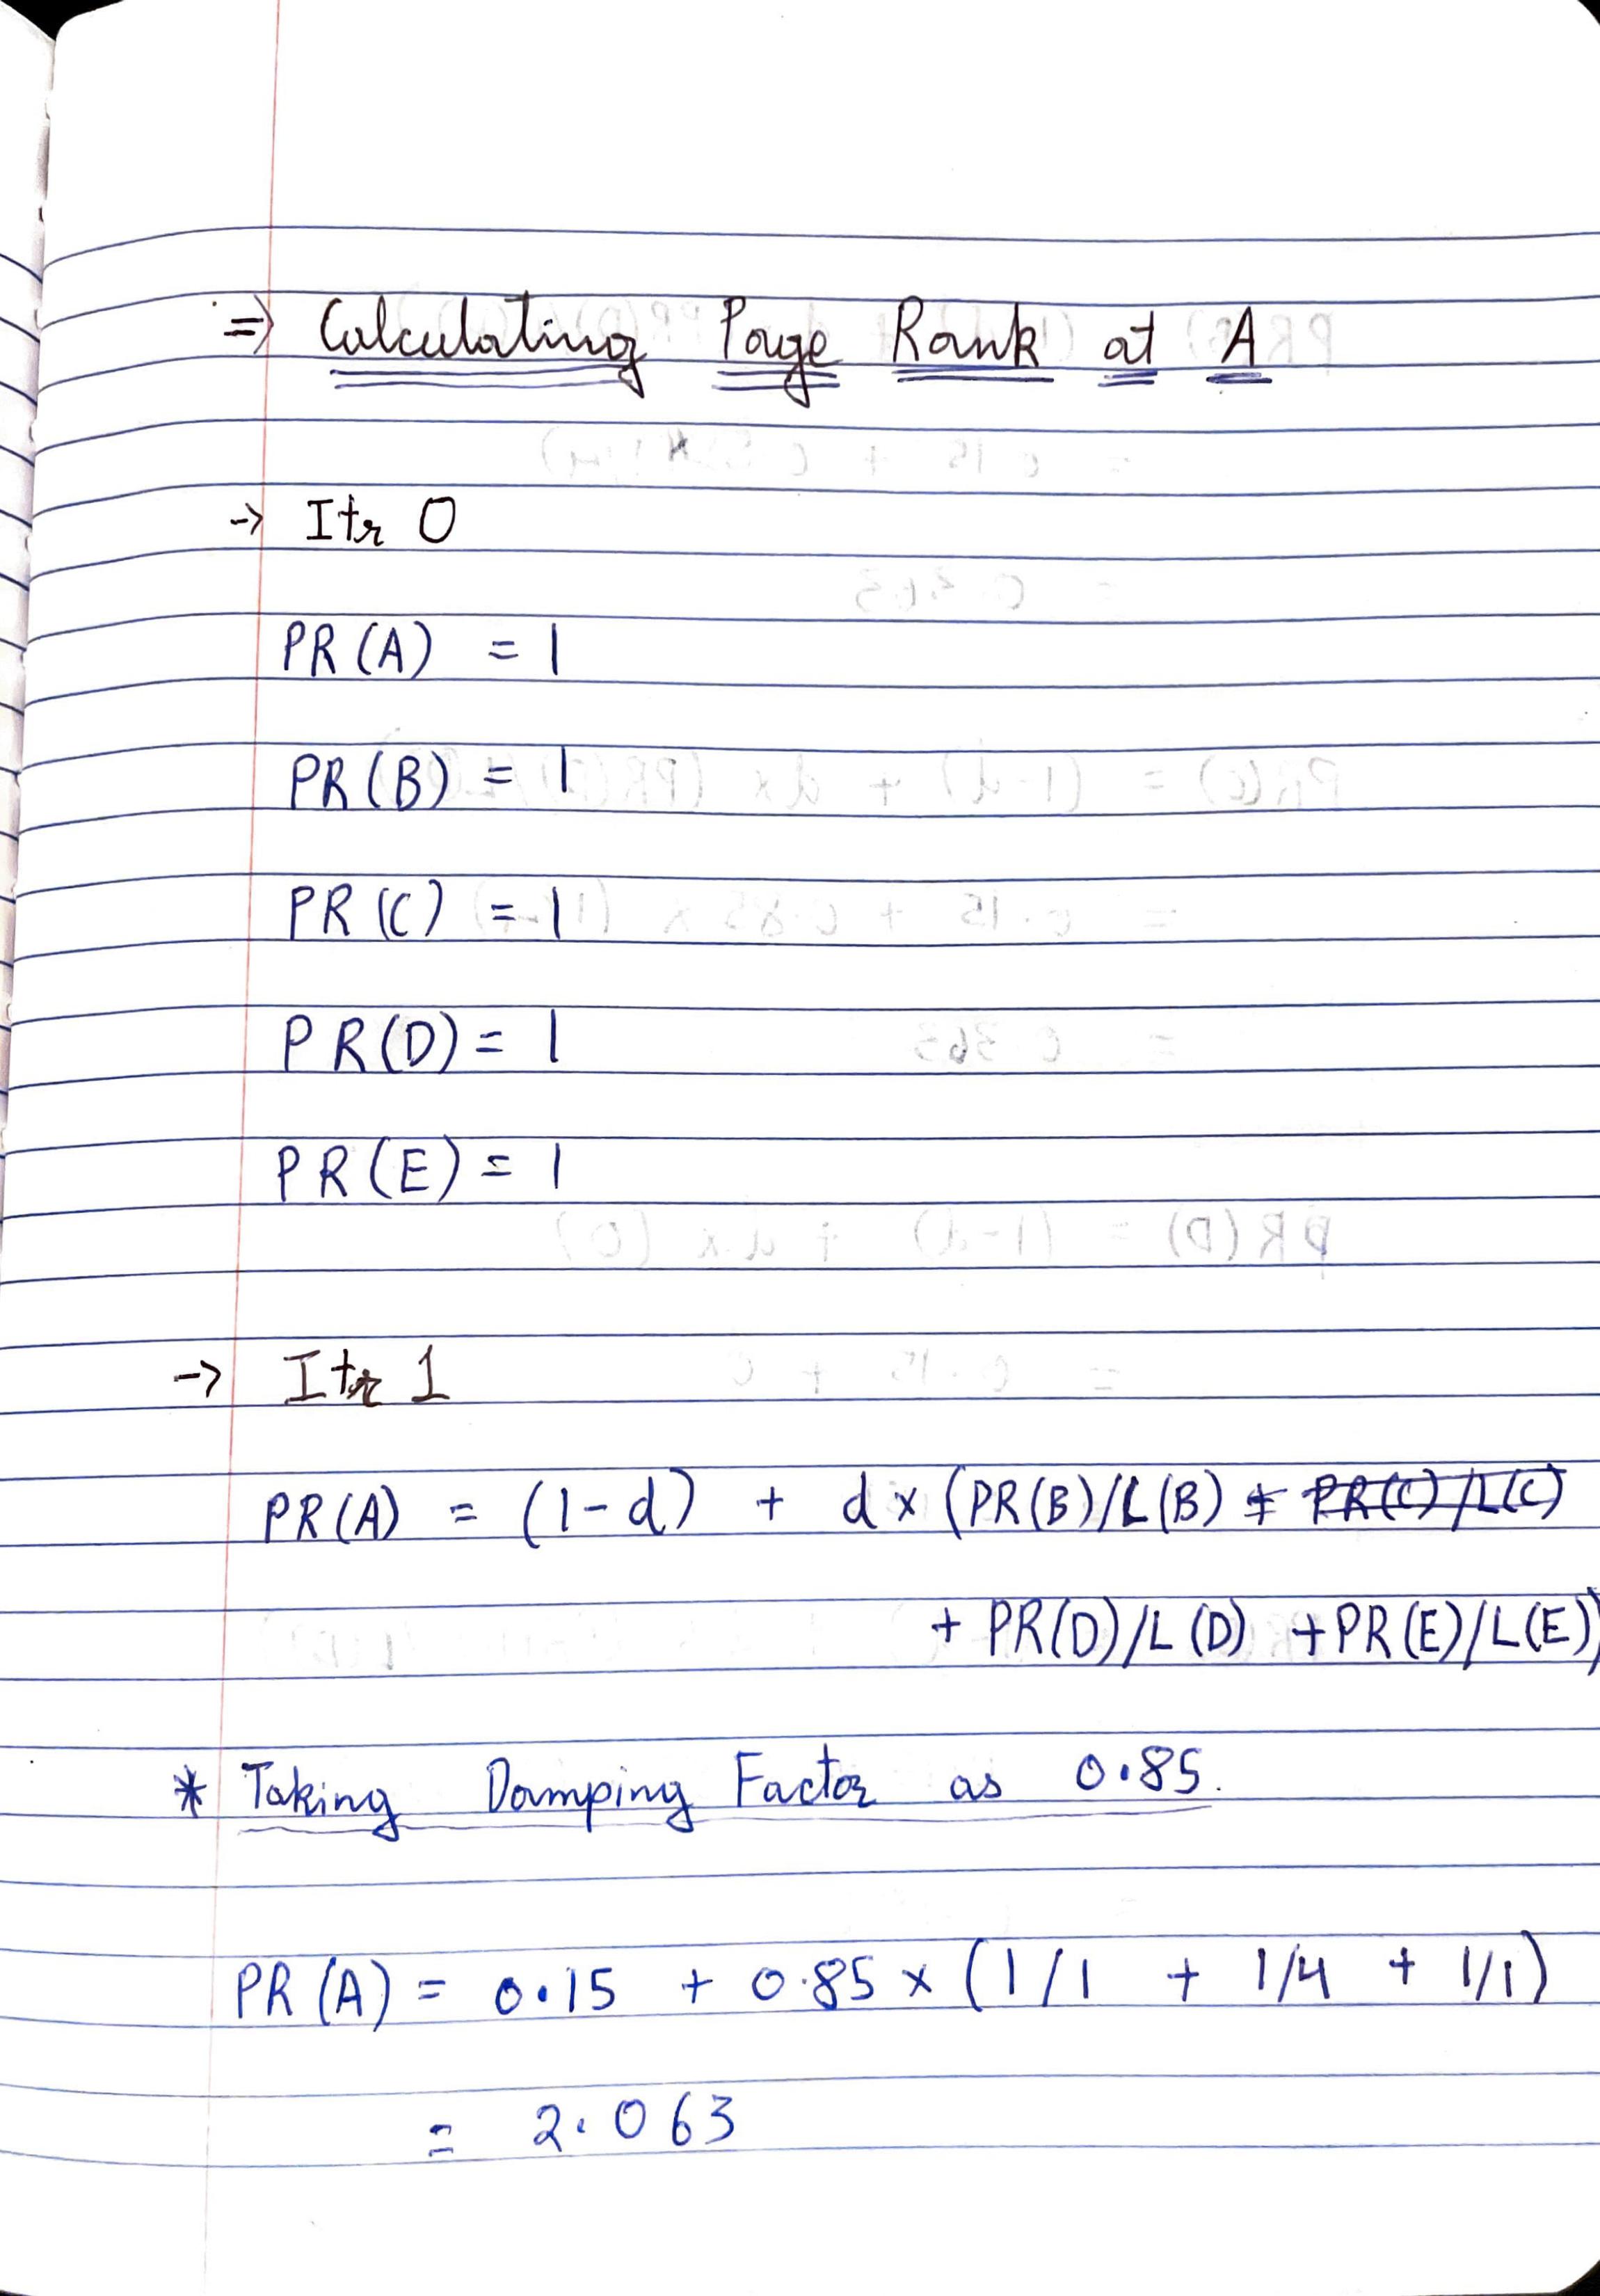 ⇒ Calculating Page Rank at A
→ Itr 0
PR(A) = 1
PR(B) = 1
PR(C) = 1
PR(D) = 1
PR(E) = 1
→ Itr 1
PR(A) = (1-d) + d × (PR(B)/L(B) + PR(C)/L(C)
+ PR(D)/L(D) + PR(E)/L(E))
* Taking Damping Factor as 0.85.
PR(A) = 0.15 + 0.85 × (1/1 + 1/4 + 1/1)
= 2.063